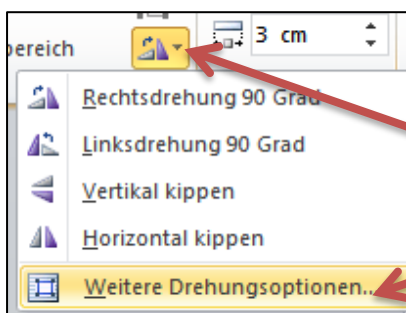 bereich
3 cm
Rechtsdrehung 90 Grad
Linksdrehung 90 Grad
Vertikal kippen
Horizontal kippen
Weitere Drehungsoptionen...